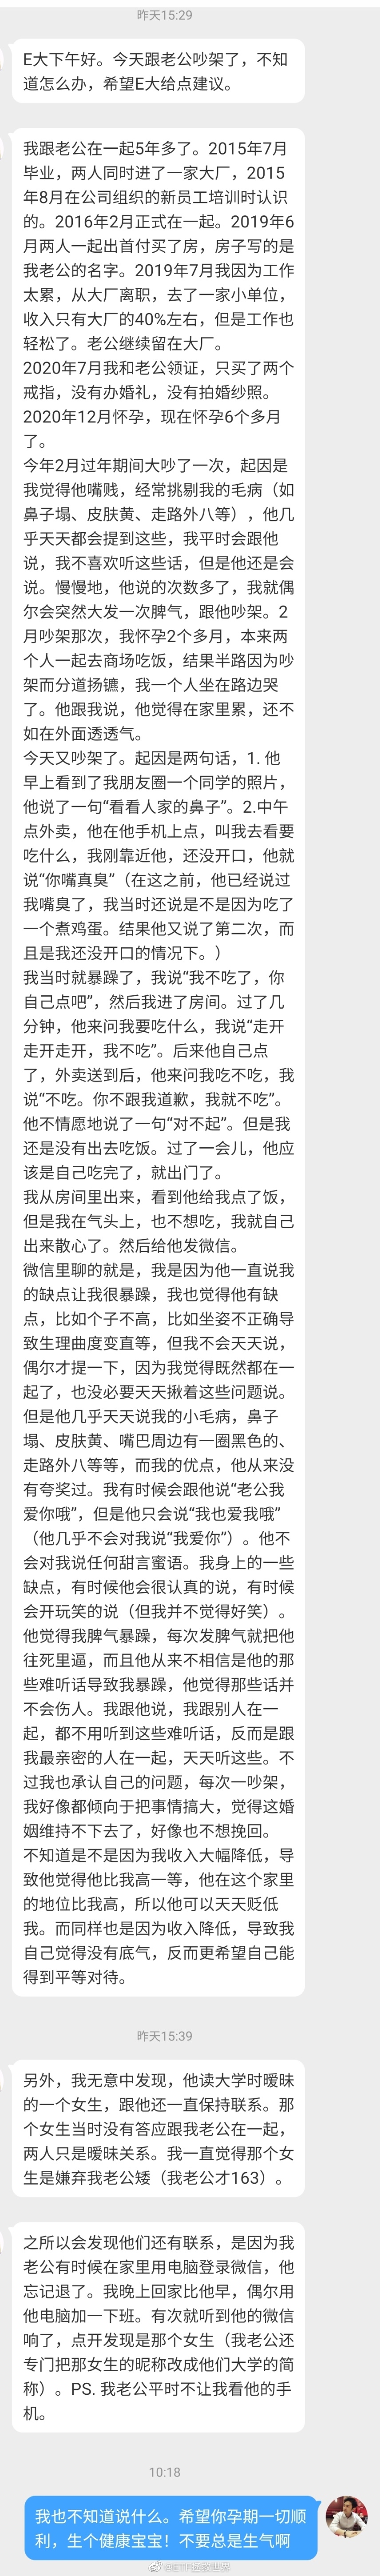 昨天15:29
E大下午好。今天跟老公吵架了，不知
道怎么办，希望E大给点建议。
我跟老公在一起5年多了。2015年7月
毕业，两人同时进了一家大厂，2015
年8月在公司组织的新员工培训时认识
的。2016年2月正式在一起。2019年6
月两人一起出首付买了房，房子写的是
我老公的名字。2019年7月我因为工作
太累，从大厂离职，去了一家小单位，
收入只有大厂的40%左右，但是工作也
轻松了。老公继续留在大厂。
2020年7月我和老公领证，只买了两个
戒指，没有办婚礼，没有拍婚纱照。
2020年12月怀孕，现在怀孕6个多月
了。
今年2月过年期间大吵了一次，起因是
我觉得他嘴贱，经常挑剔我的毛病（如
鼻子塌、皮肤黄、走路外八等），他几
乎天天都会提到这些，我平时会跟他
说，我不喜欢听这些话，但是他还是会
说。慢慢地，他说的次数多了，我就偶
尔会突然大发一次脾气，跟他吵架。2
月吵架那次，我怀孕2个多月，本来两
个人一起去商场吃饭，结果半路因为吵
架而分道扬镳，我一个人坐在路边哭
了。他跟我说，他觉得在家里累，还不
如在外面透透气。
今天又吵架了。起因是两句话，1. 他
早上看到了我朋友圈一个同学的照片，
他说了一句“看看人家的鼻子”。2.中午
点外卖，他在他手机上点，叫我去看要
吃什么，我刚靠近他，还没开口，他就
说“你嘴真臭”（在这之前，他已经说过
我嘴臭了，我当时还说是不是因为吃了
一个煮鸡蛋。结果他又说了第二次，而
且是我还没开口的情况下。）
我当时就暴躁了，我说“我不吃了，你
自己点吧”，然后我进了房间。过了几
分钟，他来问我要吃什么，我说“走开
走开走开，我不吃”。后来他自己点
了，外卖送到后，他来问我吃不吃，我
说“不吃。你不跟我道歉，我就不吃”。
他不情愿地说了一句“对不起”。但是我
还是没有出去吃饭。过了一会儿，他应
该是自己吃完了，就出门了。
我从房间里出来，看到他给我点了饭，
但是我在气头上，也不想吃，我就自己
出来散心了。然后给他发微信。
微信里聊的就是，我是因为他一直说我
的缺点让我很暴躁，我也觉得他有缺
点，比如个子不高，比如坐姿不正确导
致生理曲度变直等，但我不会天天说，
偶尔才提一下，因为我觉得既然都在一
起了，也没必要天天揪着这些问题说。
但是他几乎天天说我的小毛病，鼻子
塌、皮肤黄、嘴巴周边有一圈黑色的、
走路外八等等，而我的优点，他从来没
有夸奖过。我有时候会跟他说“老公我
爱你哦”，但是他只会说“我也爱我哦”
（他几乎不会对我说“我爱你”）。他不
会对我说任何甜言蜜语。我身上的一些
缺点，有时候他会很认真的说，有时候
会开玩笑的说（但我并不觉得好笑）。
他觉得我脾气暴躁，每次发脾气就把他
往死里逼，而且他从来不相信是他的那
些难听话导致我暴躁，他觉得那些话并
不会伤人。我跟他说，我跟别人在一
起，都不用听到这些难听话，反而是跟
我最亲密的人在一起，天天听这些。不
过我也承认自己的问题，每次一吵架，
我好像都倾向于把事情搞大，觉得这婚
姻维持不下去了，好像也不想挽回。
不知道是不是因为我收入大幅降低，导
致他觉得他比我高一等，他在这个家里
的地位比我高，所以他可以天天贬低
我。而同样也是因为收入降低，导致我
自己觉得没有底气，反而更希望自己能
得到平等对待。
昨天15:39
另外，我无意中发现，他读大学时暧昧
的一个女生，跟他还一直保持联系。那
个女生当时没有答应跟我老公在一起，
两人只是暧昧关系。我一直觉得那个女
生是嫌弃我老公矮（我老公才163）。
之所以会发现他们还有联系，是因为我
老公有时候在家里用电脑登录微信，他
忘记退了。我晚上回家比他早，偶尔用
他电脑加一下班。有次就听到他的微信
响了，点开发现是那个女生（我老公还
专门把那女生的昵称改成他们大学的简
称）。PS. 我老公平时不让我看他的手
机。
10:18
我也不知道说什么。希望你孕期一切顺
利，生个健康宝宝！不要总是生气啊